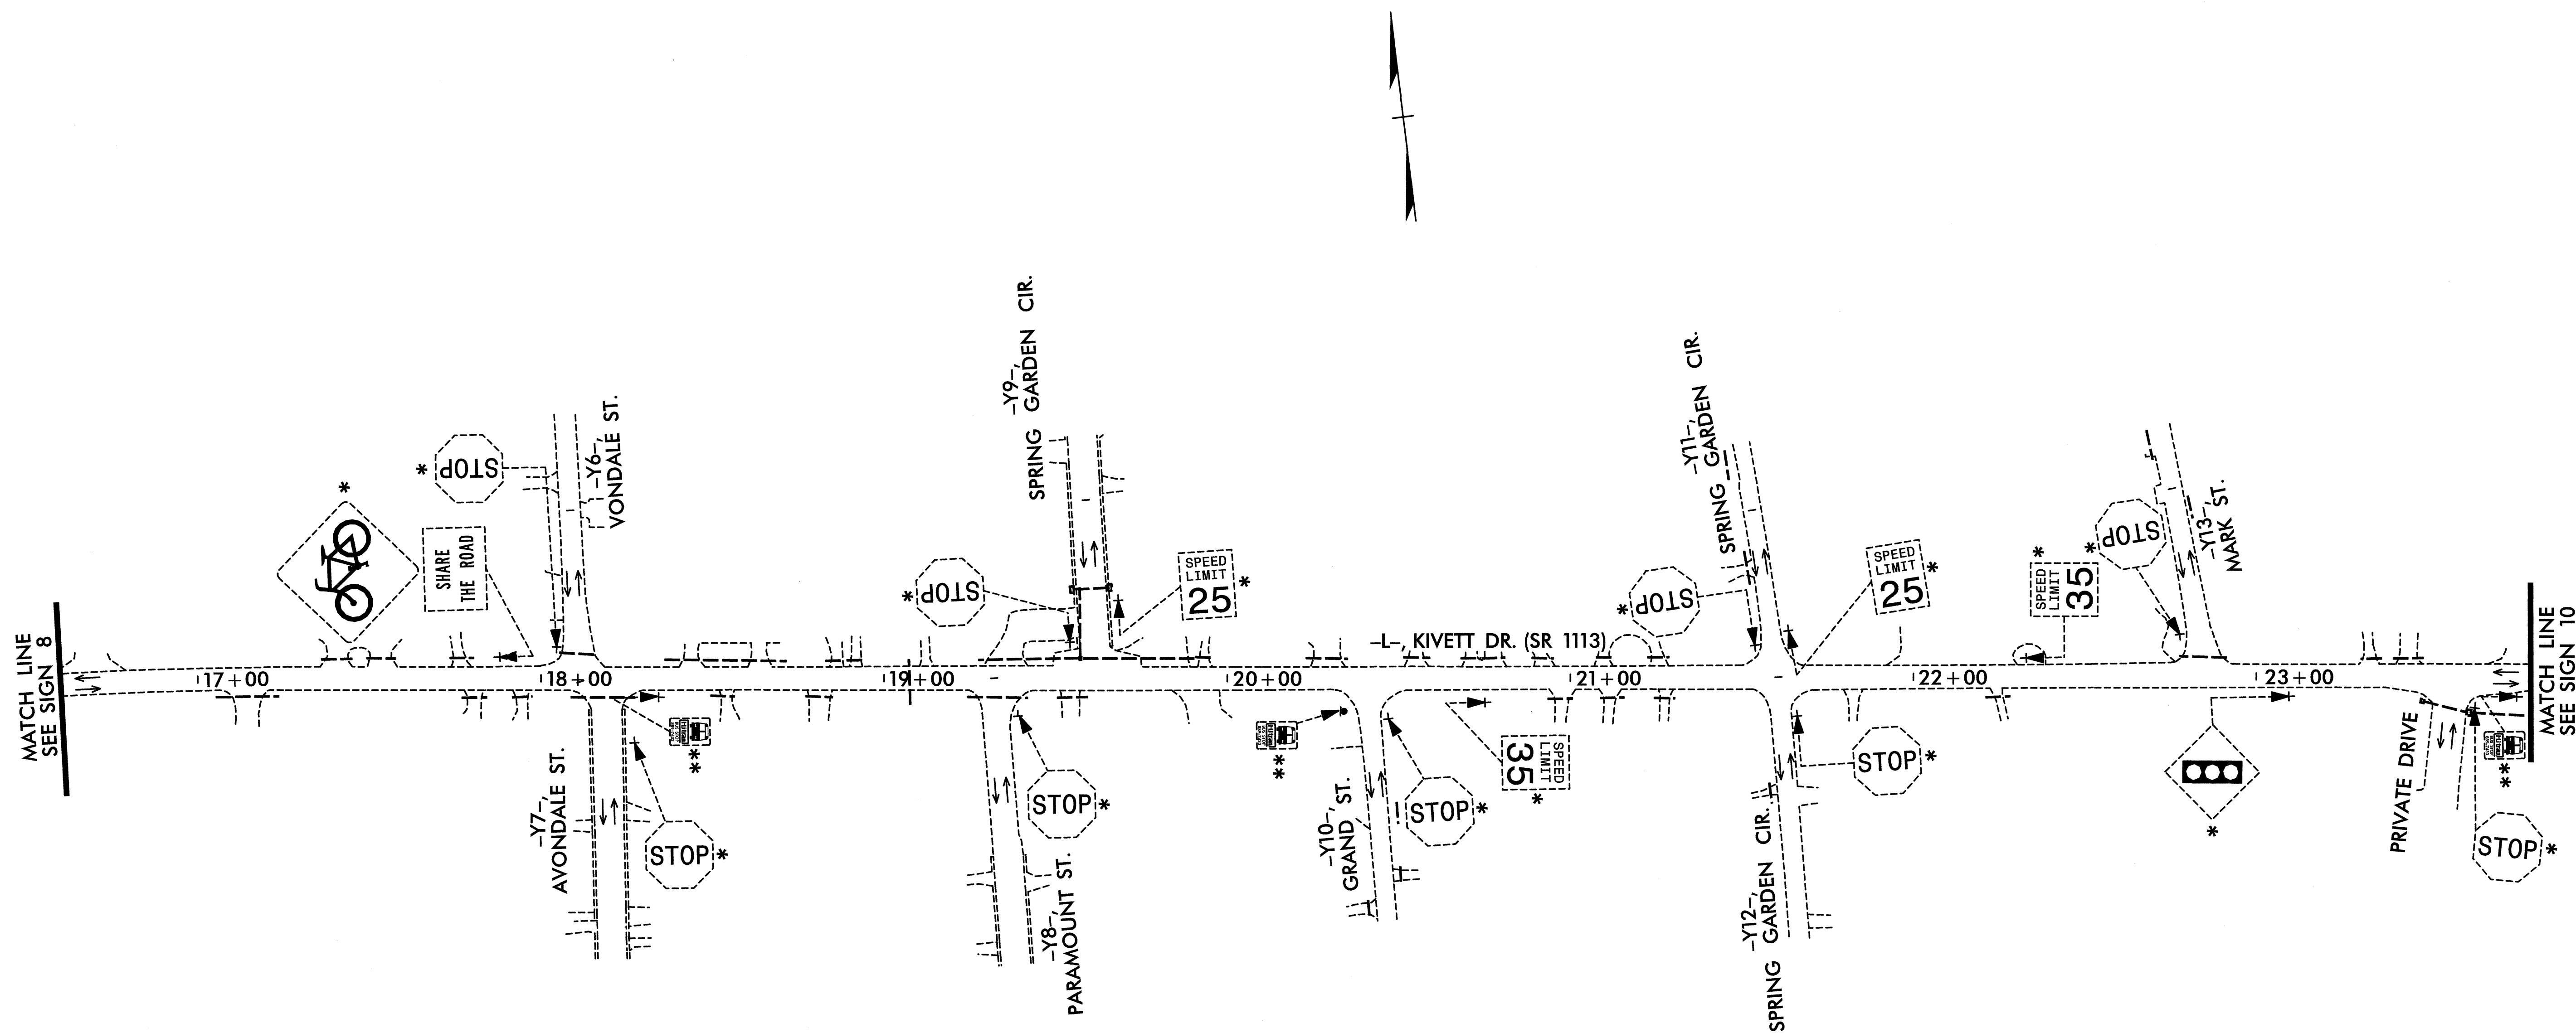 MATCH LINE
SEE SIGN 8
*
SHARE
THE ROAD
* STOP
-Y6-,
VONDALE ST.
-Y9-,
SPRING GARDEN CIR.
* STOP
SPEED
LIMIT
25 *
-L-, KIVETT DR. (SR 1113)
-Y11-,
SPRING GARDEN CIR.
* STOP
SPEED
LIMIT
25 *
*
SPEED
LIMIT
35
* STOP
-Y13-,
MARK ST.
17+00
18+00
19+00
20+00
21+00
22+00
23+00
-Y7-,
AVONDALE ST.
**
STOP *
-Y8-,
PARAMOUNT ST.
STOP *
**
-Y10-,
GRAND ST.
STOP *
SPEED
LIMIT
35
*
-Y12-,
SPRING GARDEN CIR.
STOP *
*
PRIVATE DRIVE
**
STOP *
MATCH LINE
SEE SIGN 10